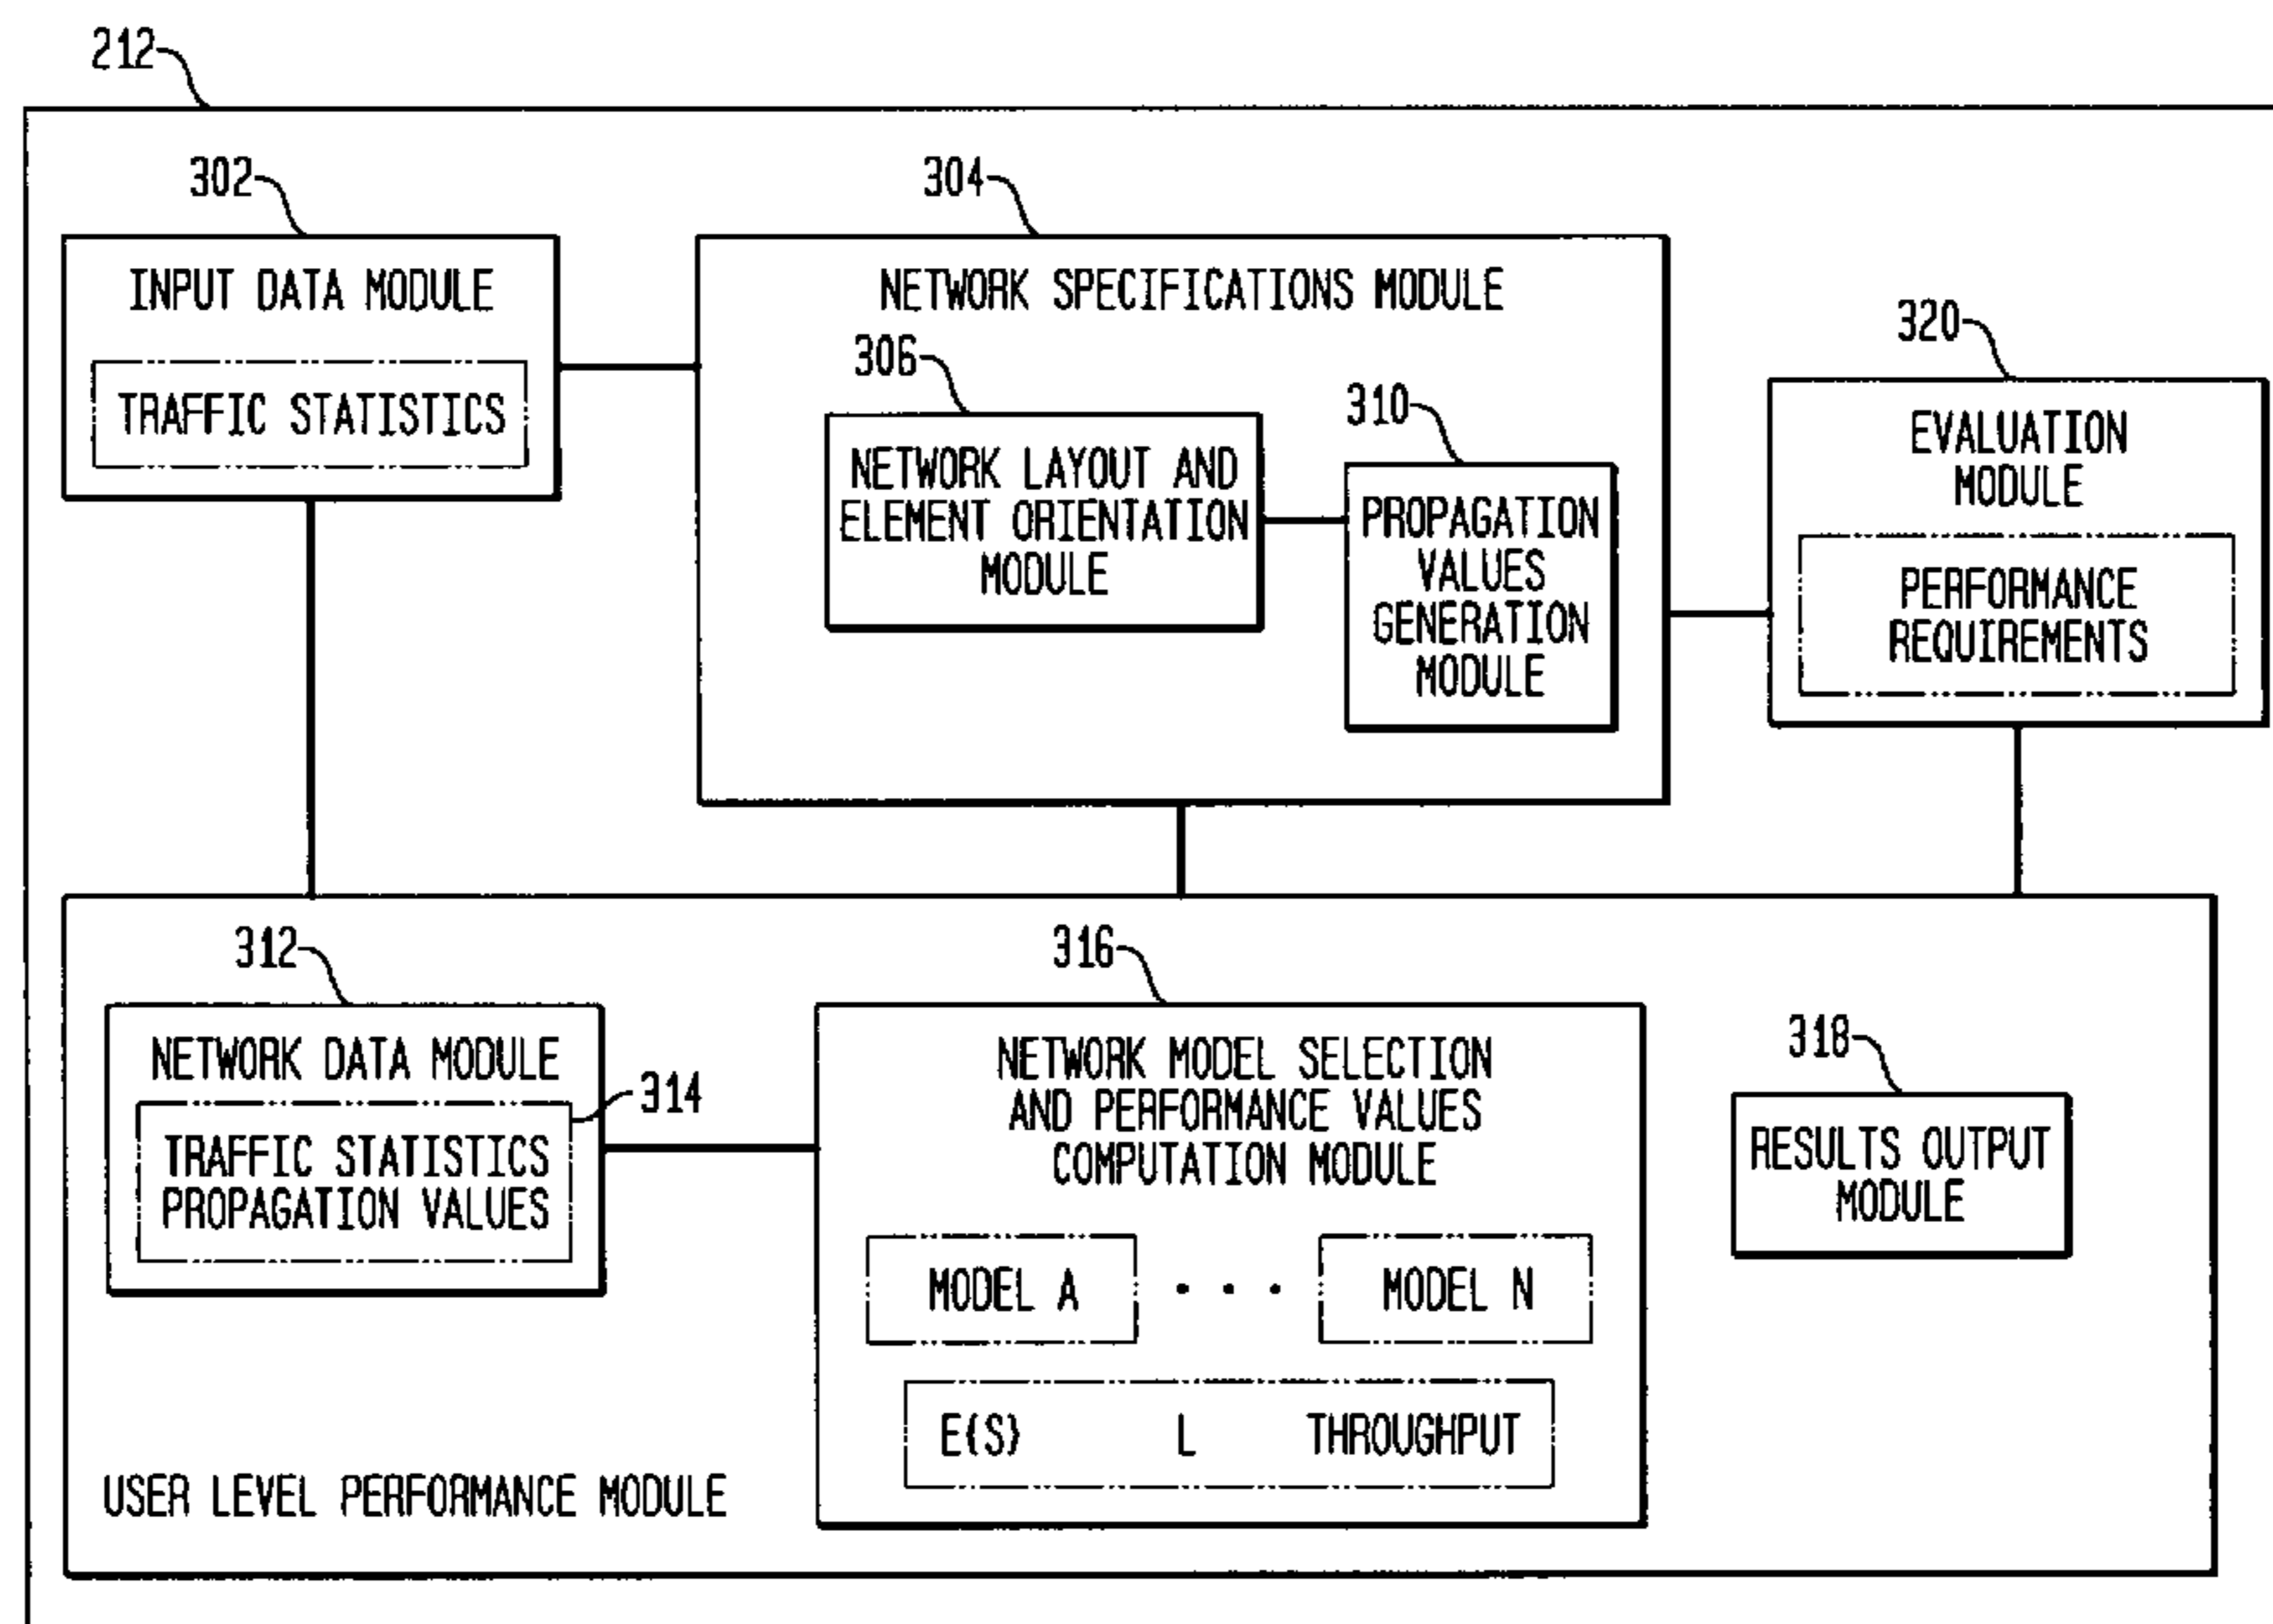 212
302
304
INPUT DATA MODULE
TRAFFIC STATISTICS
NETWORK SPECIFICATIONS MODULE
306
NETWORK LAYOUT AND
ELEMENT ORIENTATION
MODULE
310
PROPAGATION
VALUES
GENERATION
MODULE
320
EVALUATION
MODULE
PERFORMANCE
REQUIREMENTS
312
NETWORK DATA MODULE
314
TRAFFIC STATISTICS
PROPAGATION VALUES
316
NETWORK MODEL SELECTION
AND PERFORMANCE VALUES
COMPUTATION MODULE
MODEL A . . . MODEL N
E(S) L THROUGHPUT
318
RESULTS OUTPUT
MODULE
USER LEVEL PERFORMANCE MODULE